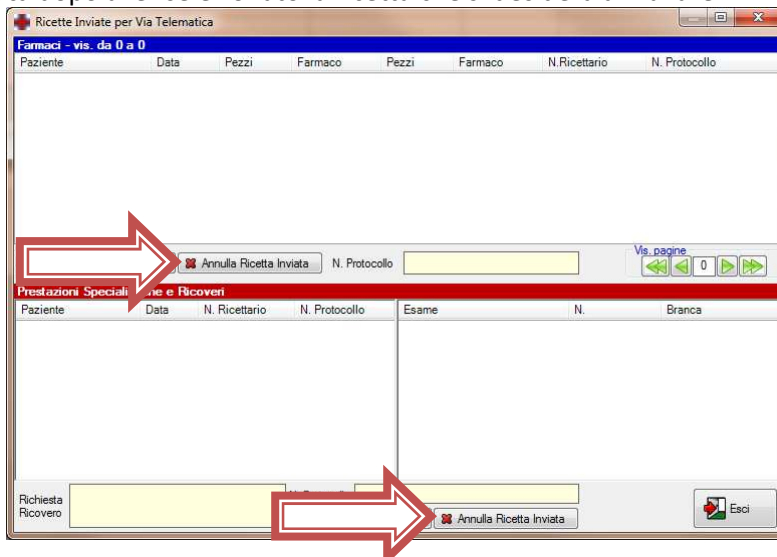 Ricette Inviate per Via Telematica
Farmaci - vis. da 0 a 0
Paziente Data Pezzi Farmaco Pezzi Farmaco N.Ricettario N. Protocollo
Annulla Ricetta Inviata N. Protocollo Vis. pagine 0
Prestazioni e Ricoveri
Paziente Data N. Ricettario N. Protocollo Esame N. Branca
Richiesta
Ricovero
Annulla Ricetta Inviata
Esci